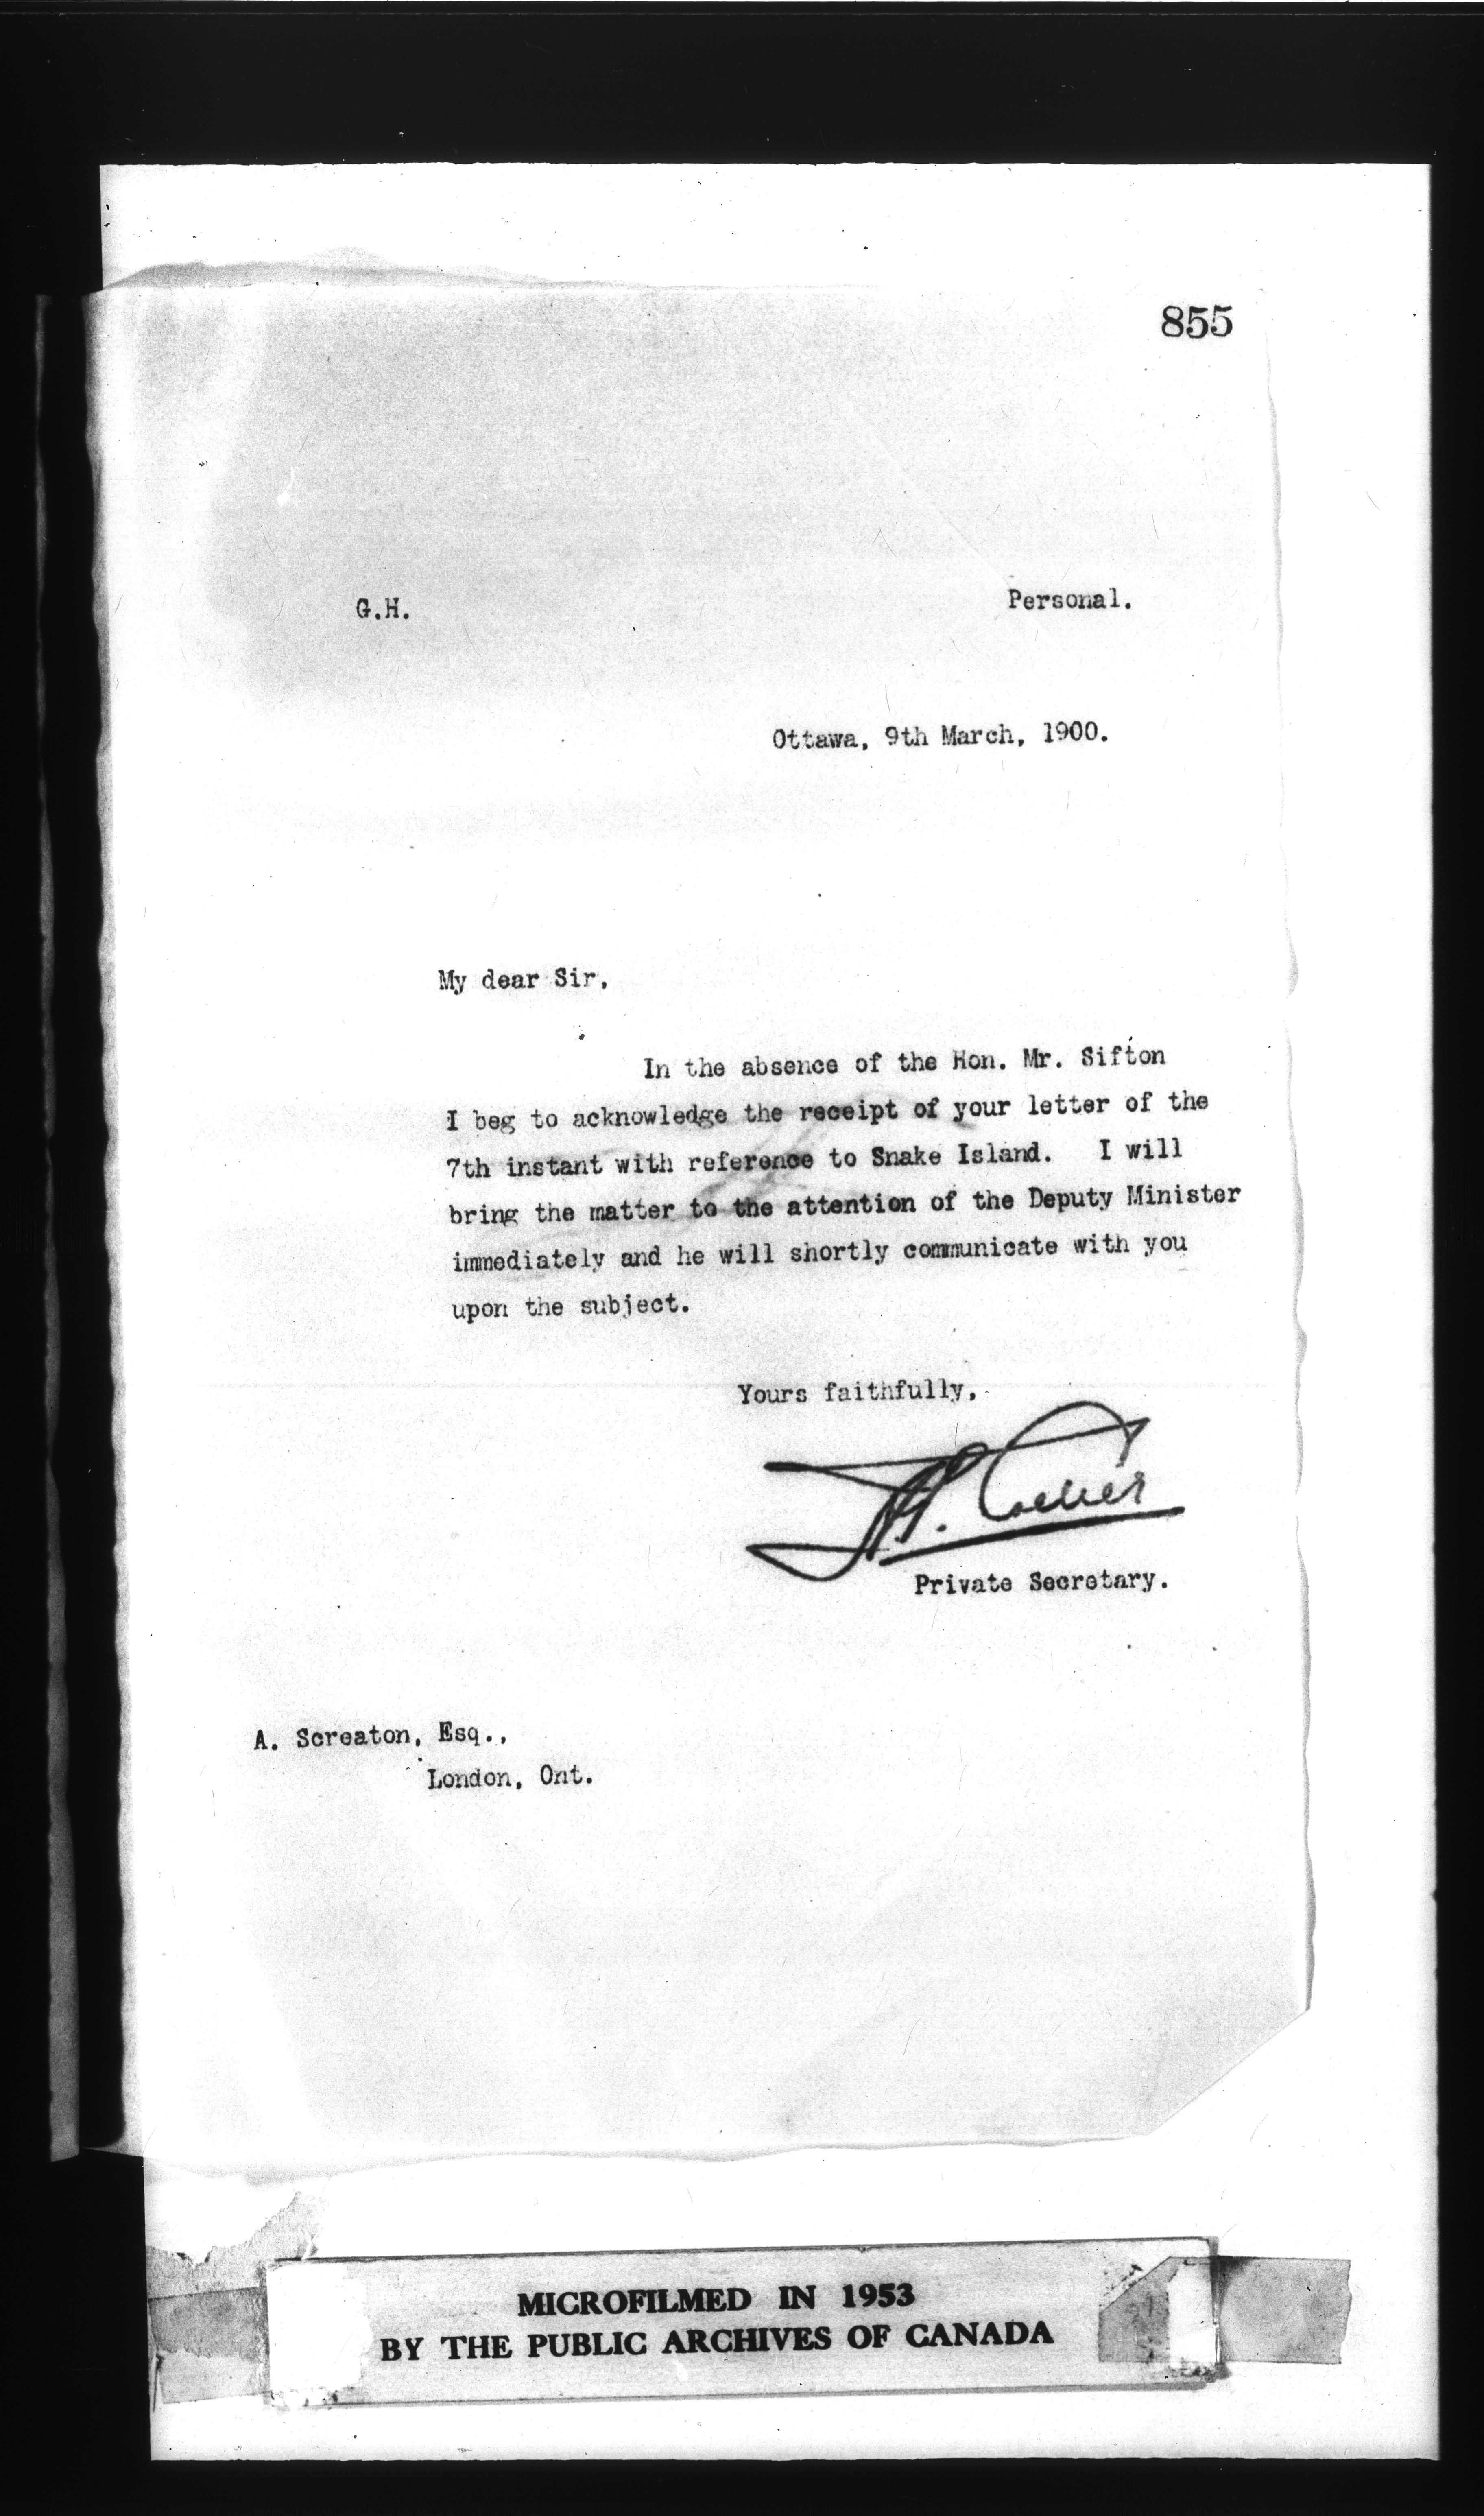 855
G.H.
Personal.
Ottawa, 9th March, 1900.
My dear Sir,
In the absence of the Hon. Mr. Sifton
I beg to acknowledge the receipt of your letter of the
7th instant with reference to Snake Island. I will
bring the matter to the attention of the Deputy Minister
immediately and he will shortly communicate with you
upon the subject.
Yours faithfully,
Private Secretary.
A. Screaton, Esq.,
London, Ont.
MICROFILMED IN 1953
BY THE PUBLIC ARCHIVES OF CANADA